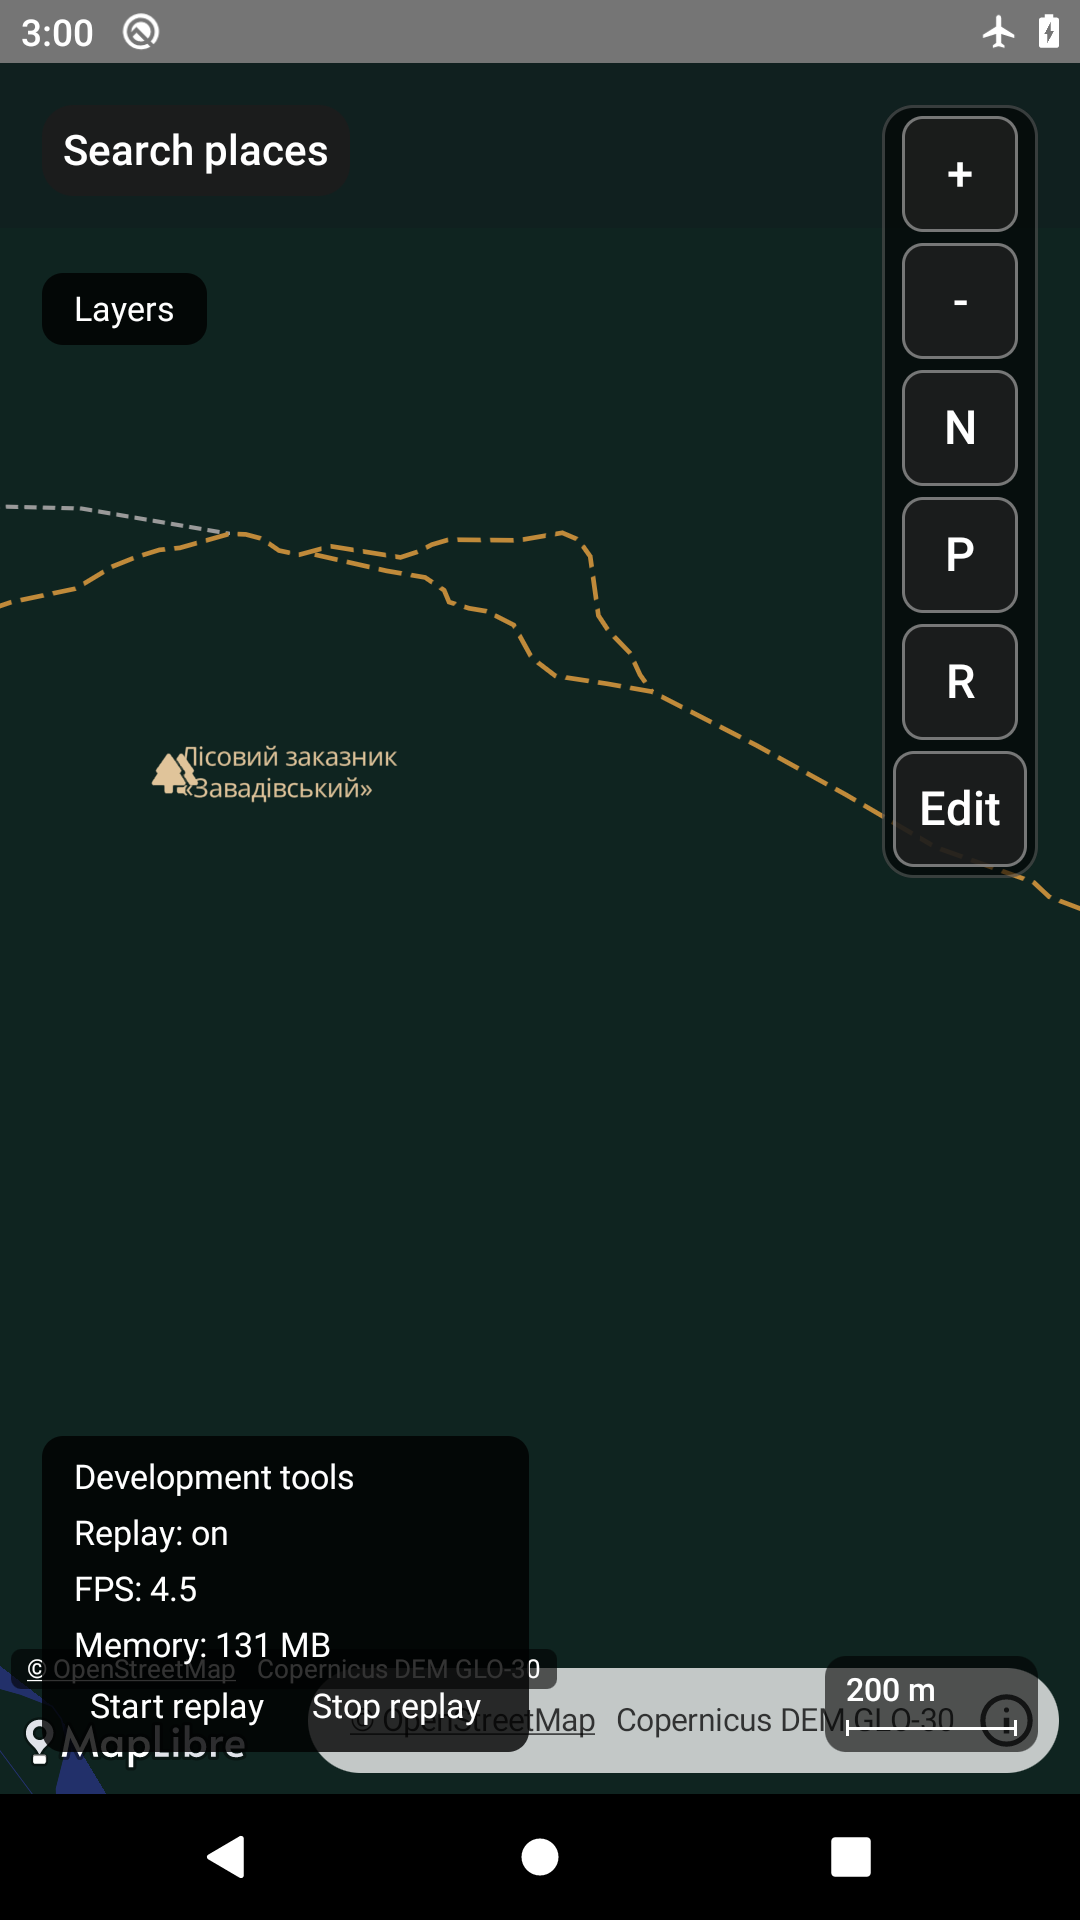 3:00
Search places
+
-
Layers
N
P
R
Лісовий заказник
«Завадівський»
Edit
Development tools
Replay: on
FPS: 4.5
Memory: 131 MB
© OpenStreetMap Copernicus DEM GLO-30
Start replay Stop replay
200 m
© OpenStreetMap Copernicus DEM GLO-30
MapLibre